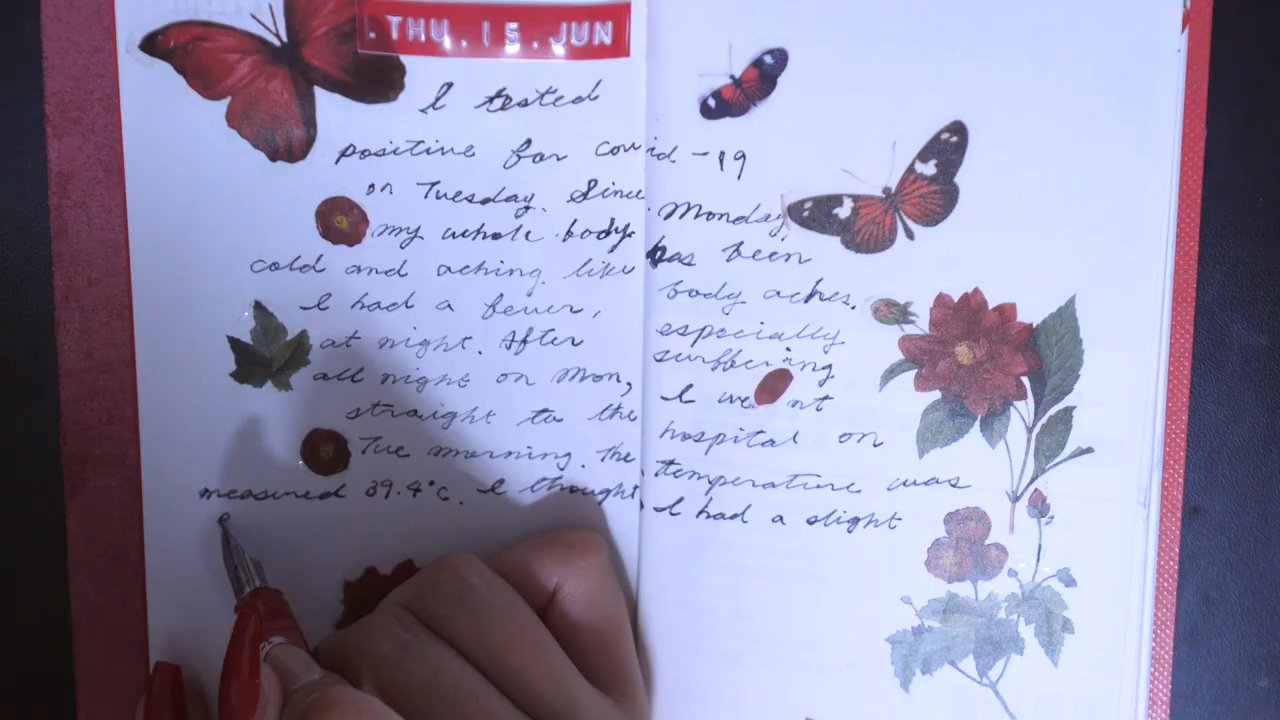 .THU.15.JUN
I tested
positive for covid-19
on Tuesday. Since Monday,
my whole body has been
cold and aching like body aches.
I had a fever, especially
at night. After surffering
all night on Mon, I went
straight to the hospital on
Tue morning. The temperature was
measured 39.4°C. I thought I had a slight